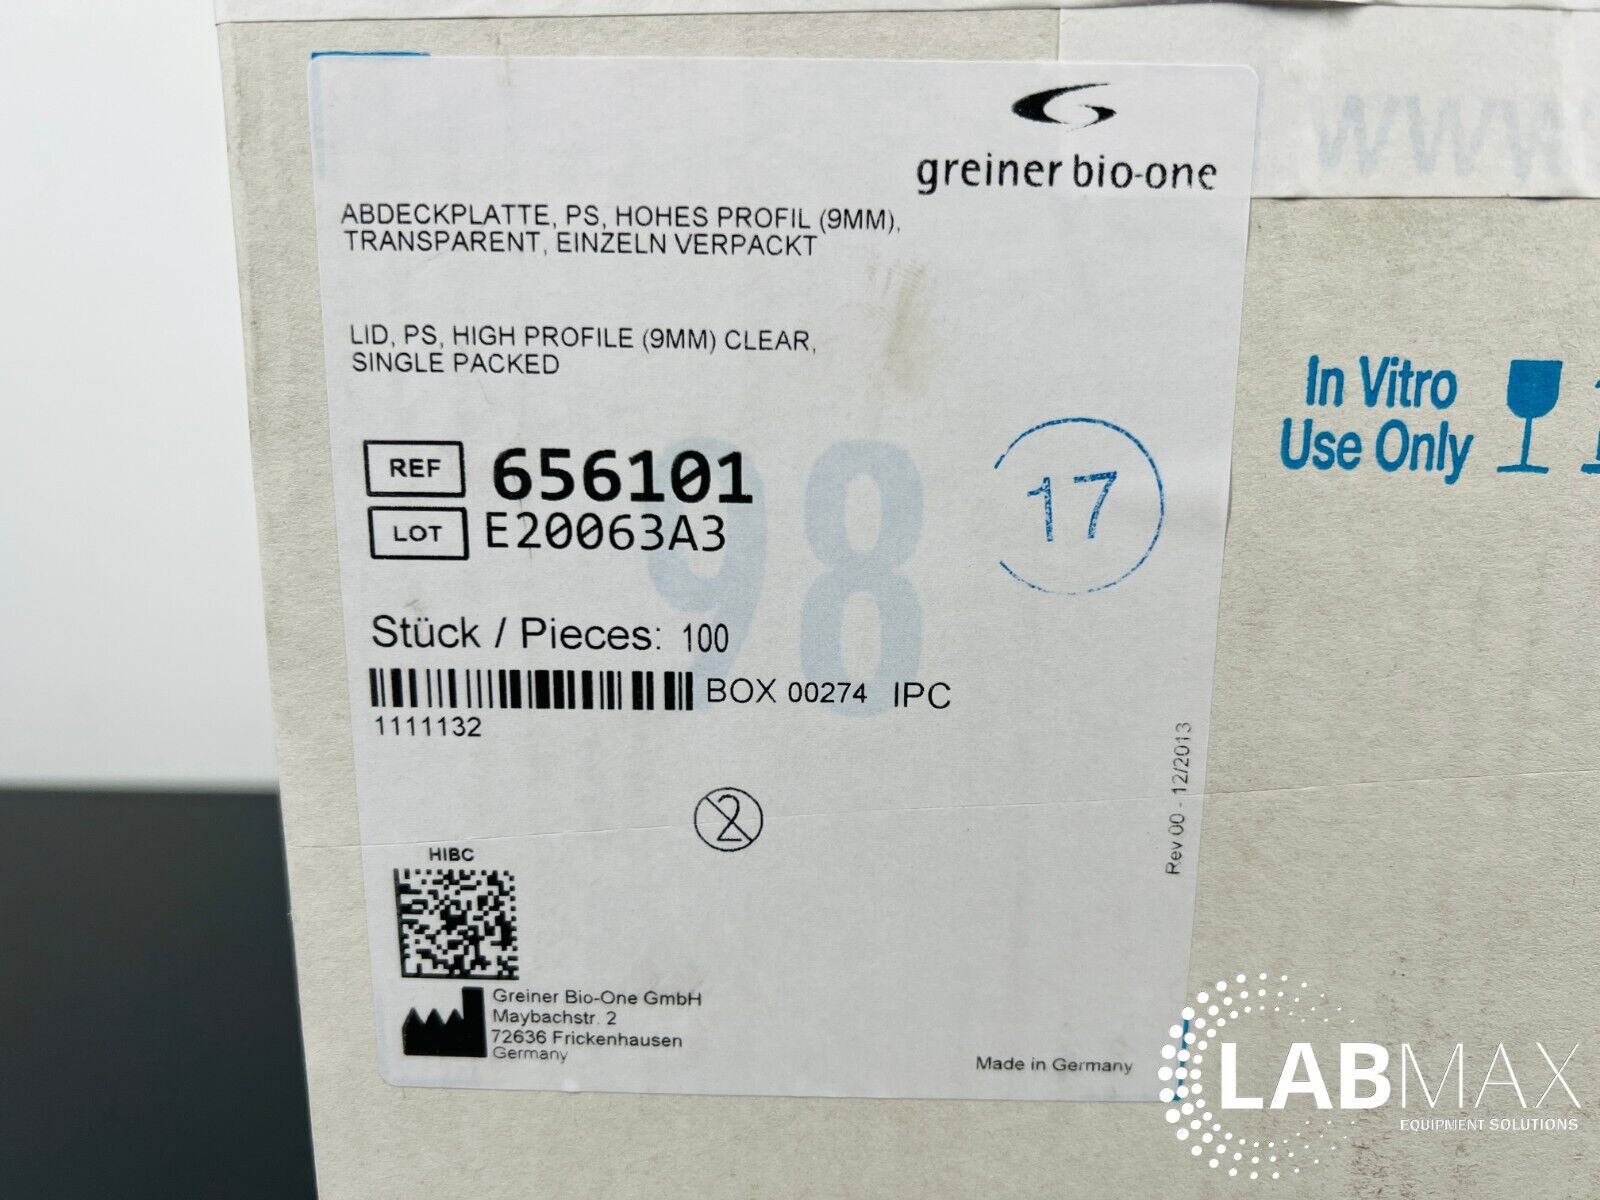 greiner bio-one
ABDECKPLATTE, PS, HOHES PROFIL (9MM),
TRANSPARENT, EINZELN VERPACKT
LID, PS, HIGH PROFILE (9MM) CLEAR,
SINGLE PACKED
REF 656101
LOT E20063A3
98
17
Stück / Pieces: 100
BOX 00274 IPC
1111132
2
HIBC
Rev 00 - 12/2013
Greiner Bio-One GmbH
Maybachstr. 2
72636 Frickenhausen
Germany
Made in Germany
www
In Vitro
Use Only
LABMAX
EQUIPMENT SOLUTIONS